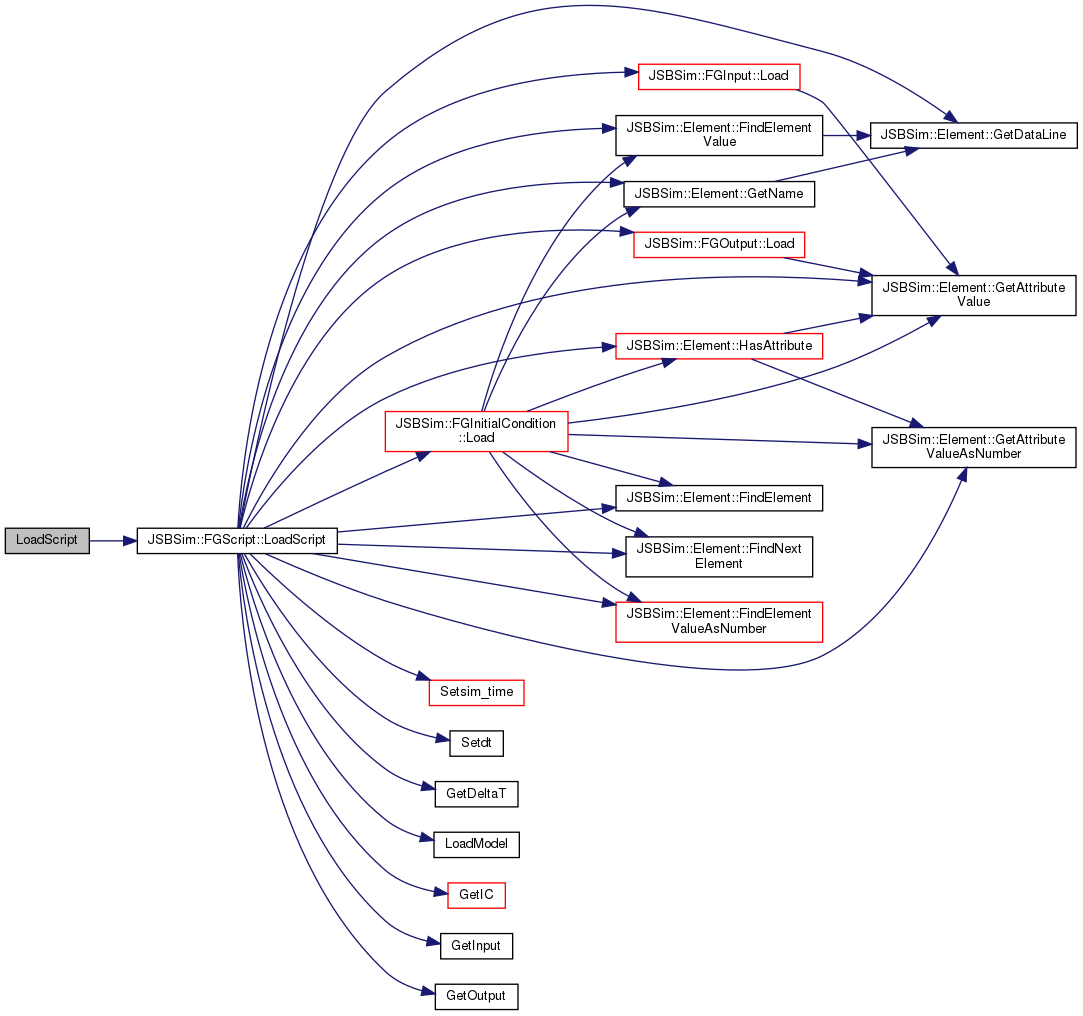 JSBSim::FGInput::Load
JSBSim::Element::FindElement
Value
JSBSim::Element::GetDataLine
JSBSim::Element::GetName
JSBSim::FGOutput::Load
JSBSim::Element::GetAttribute
Value
JSBSim::Element::HasAttribute
JSBSim::FGInitialCondition
::Load
JSBSim::Element::GetAttribute
ValueAsNumber
JSBSim::Element::FindElement
LoadScript
JSBSim::FGScript::LoadScript
JSBSim::Element::FindNext
Element
JSBSim::Element::FindElement
ValueAsNumber
Setsim_time
Setdt
GetDeltaT
LoadModel
GetIC
GetInput
GetOutput